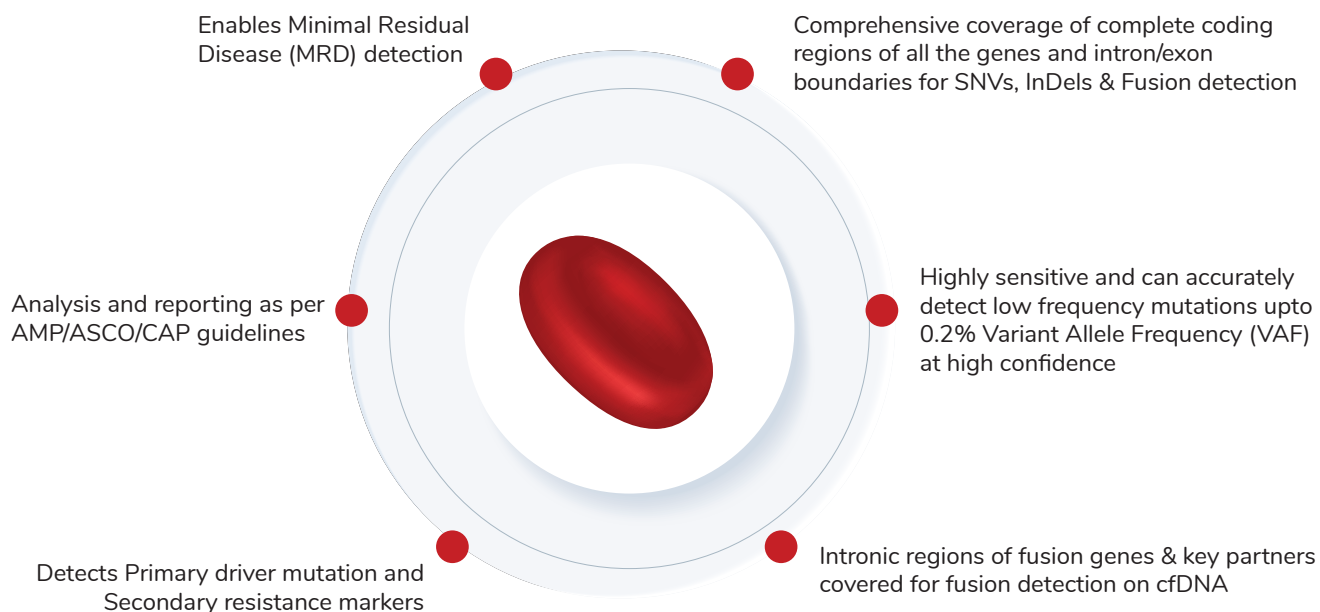 Enables Minimal Residual
Disease (MRD) detection
Comprehensive coverage of complete coding
regions of all the genes and intron/exon
boundaries for SNVs, InDels & Fusion detection
Analysis and reporting as per
AMP/ASCO/CAP guidelines
Highly sensitive and can accurately
detect low frequency mutations upto
0.2% Variant Allele Frequency (VAF)
at high confidence
Detects Primary driver mutation and
Secondary resistance markers
Intronic regions of fusion genes & key partners
covered for fusion detection on cfDNA